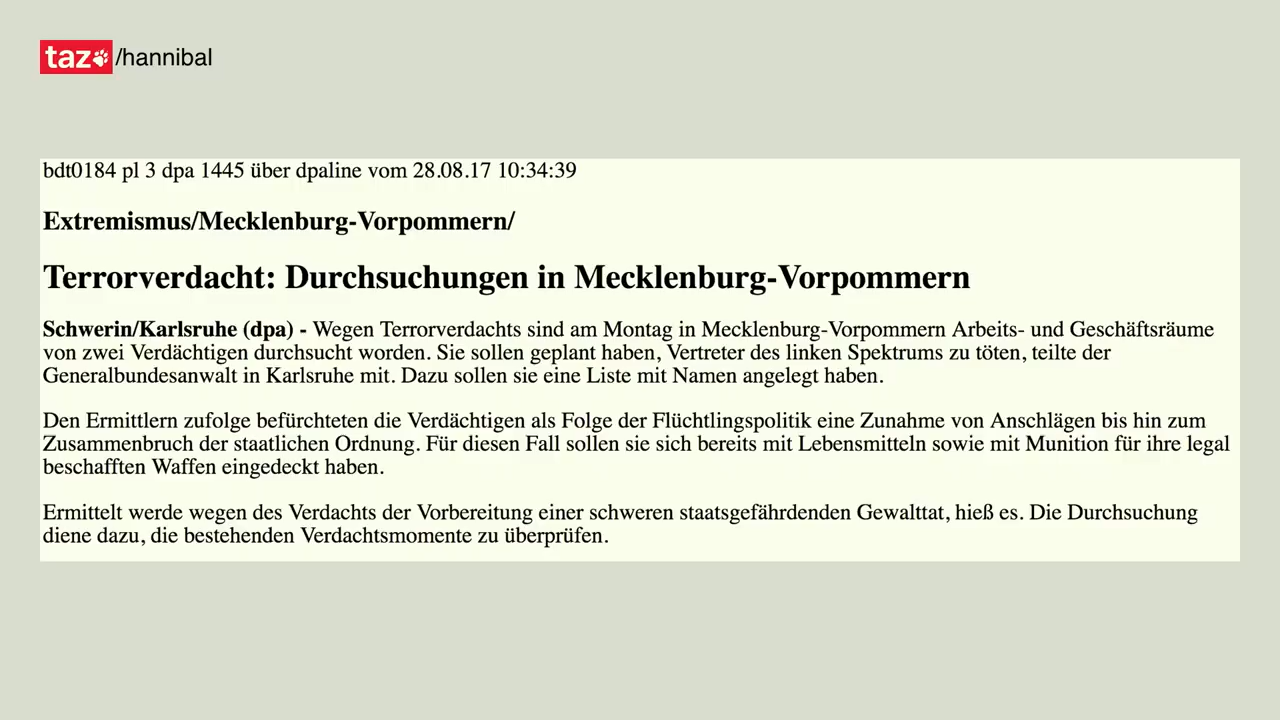 taz/hannibal
bdt0184 pl 3 dpa 1445 über dpaline vom 28.08.17 10:34:39
Extremismus/Mecklenburg-Vorpommern/
Terrorverdacht: Durchsuchungen in Mecklenburg-Vorpommern
Schwerin/Karlsruhe (dpa) - Wegen Terrorverdachts sind am Montag in Mecklenburg-Vorpommern Arbeits- und Geschäftsräume
von zwei Verdächtigen durchsucht worden. Sie sollen geplant haben, Vertreter des linken Spektrums zu töten, teilte der
Generalbundesanwalt in Karlsruhe mit. Dazu sollen sie eine Liste mit Namen angelegt haben.
Den Ermittlern zufolge befürchteten die Verdächtigen als Folge der Flüchtlingspolitik eine Zunahme von Anschlägen bis hin zum
Zusammenbruch der staatlichen Ordnung. Für diesen Fall sollen sie sich bereits mit Lebensmitteln sowie mit Munition für ihre legal
beschafften Waffen eingedeckt haben.
Ermittelt werde wegen des Verdachts der Vorbereitung einer schweren staatsgefährdenden Gewalttat, hieß es. Die Durchsuchung
diene dazu, die bestehenden Verdachtsmomente zu überprüfen.